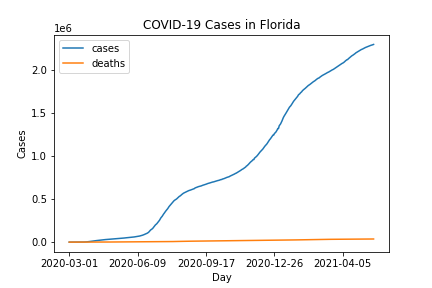 COVID-19 Cases in Florida
1e6
cases
deaths
2.0
1.5
1.0
0.5
0.0
Cases
2020-03-01 2020-06-09 2020-09-17 2020-12-26 2021-04-05
Day